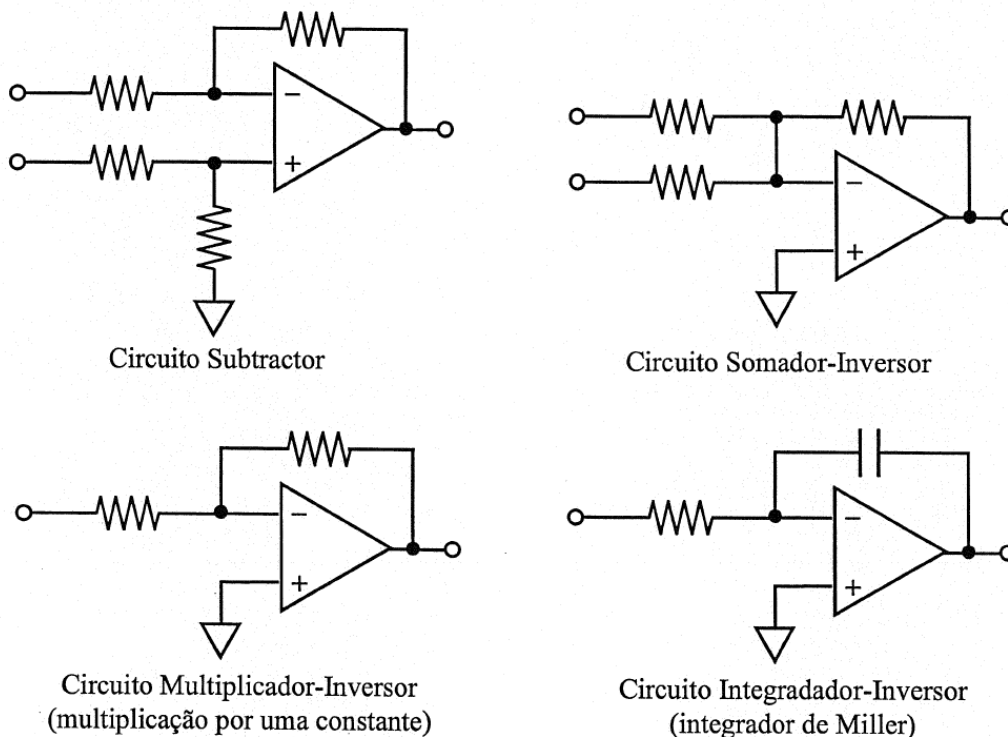 −
+
−
+
Circuito Subtractor
Circuito Somador-Inversor
−
+
−
+
Circuito Multiplicador-Inversor
(multiplicação por uma constante)
Circuito Integradador-Inversor
(integrador de Miller)